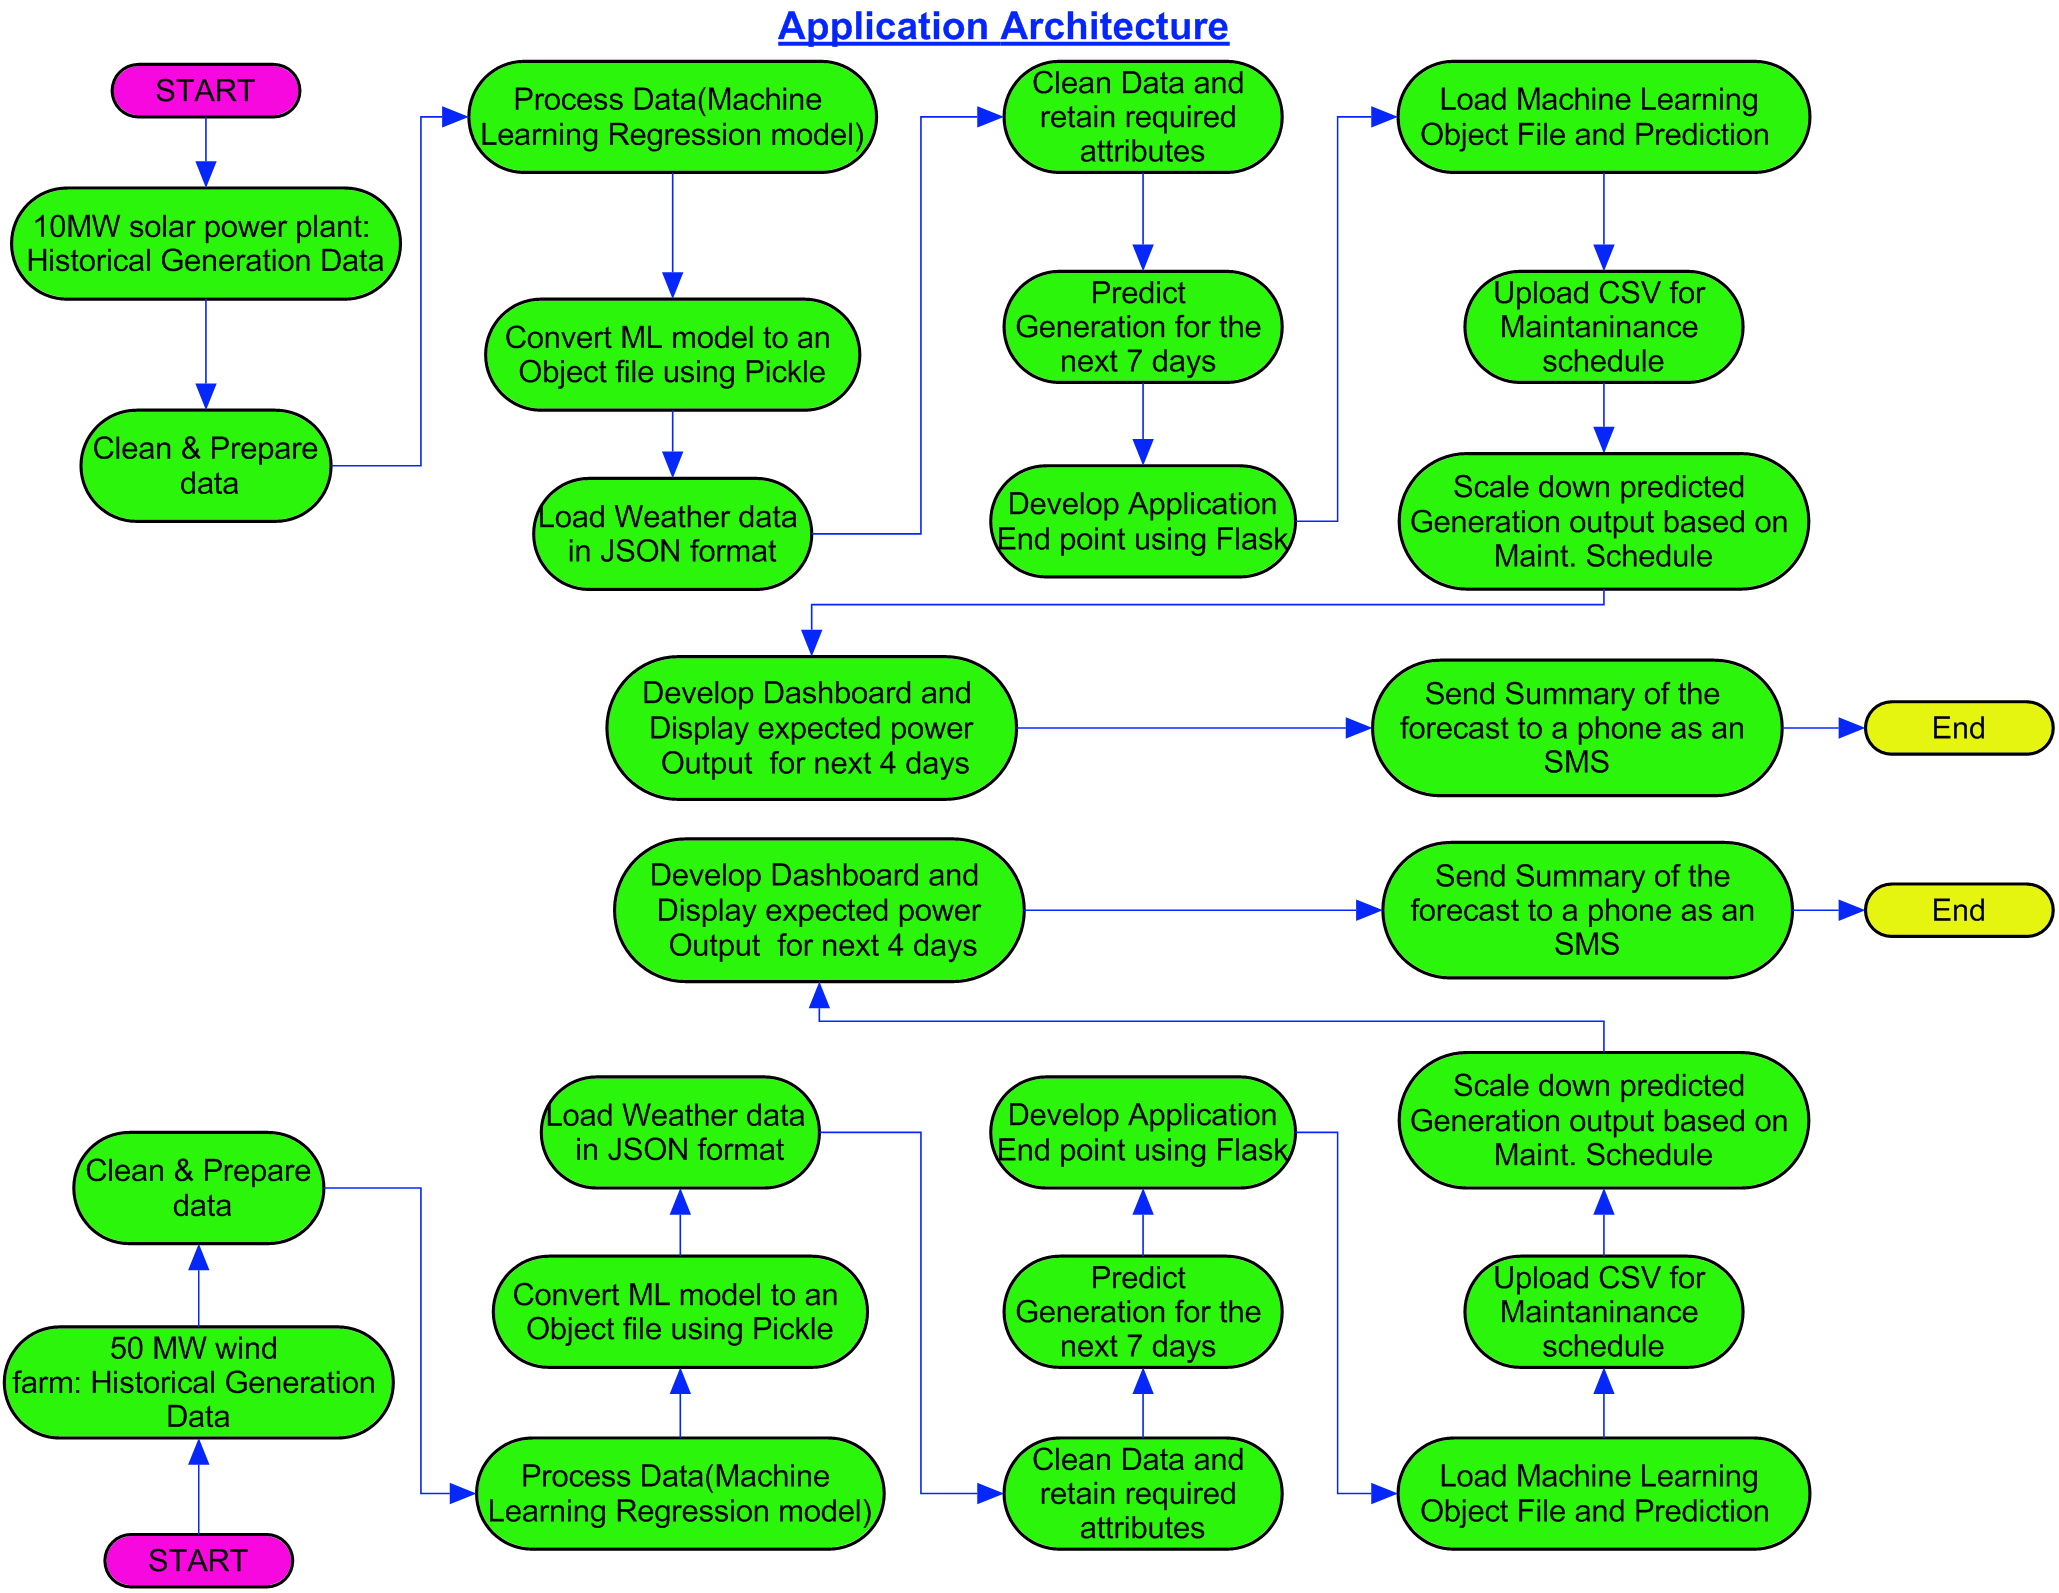 Application Architecture
START
10MW solar power plant:
Historical Generation Data
Clean & Prepare
data
Process Data(Machine
Learning Regression model)
Convert ML model to an
Object file using Pickle
Load Weather data
in JSON format
Clean Data and
retain required
attributes
Predict
Generation for the
next 7 days
Develop Application
End point using Flask
Load Machine Learning
Object File and Prediction
Upload CSV for
Maintaninance
schedule
Scale down predicted
Generation output based on
Maint. Schedule
Develop Dashboard and
Display expected power
Output  for next 4 days
Send Summary of the
forecast to a phone as an
SMS
End
Develop Dashboard and
Display expected power
Output  for next 4 days
Send Summary of the
forecast to a phone as an
SMS
End
START
50 MW wind
farm: Historical Generation
Data
Clean & Prepare
data
Process Data(Machine
Learning Regression model)
Convert ML model to an
Object file using Pickle
Load Weather data
in JSON format
Clean Data and
retain required
attributes
Predict
Generation for the
next 7 days
Develop Application
End point using Flask
Load Machine Learning
Object File and Prediction
Upload CSV for
Maintaninance
schedule
Scale down predicted
Generation output based on
Maint. Schedule